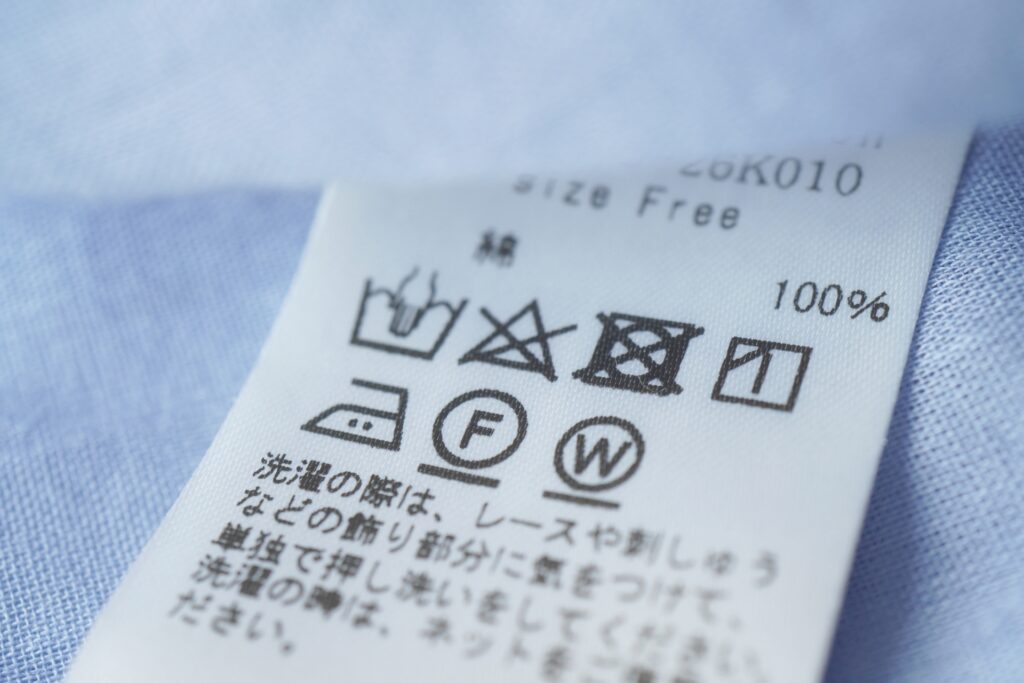 26K010
Size Free
綿
100%
F W
洗濯の際は、レースや刺しゅう
などの飾り部分に気をつけて、
単独で押し洗いをしてください。
洗濯の時は、ネットをご
ださい。